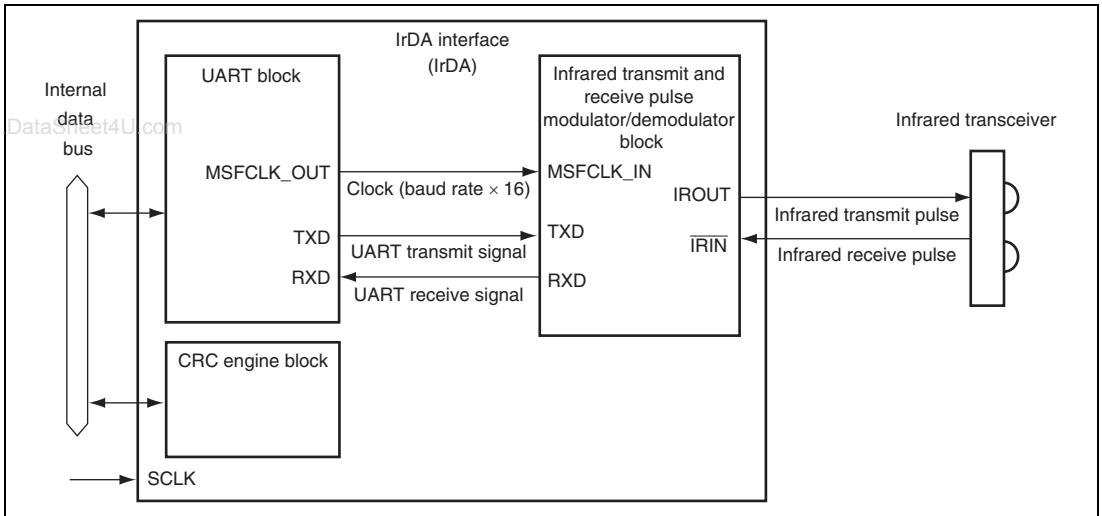 IrDA interface
(IrDA)
UART block
Infrared transmit and
receive pulse
modulator/demodulator
block
Internal
data
bus
DataSheet4U.com
Infrared transceiver
MSFCLK_OUT
Clock (baud rate × 16)
MSFCLK_IN
IROUT
Infrared transmit pulse
TXD
UART transmit signal
TXD
IRIN
Infrared receive pulse
RXD
UART receive signal
RXD
CRC engine block
SCLK